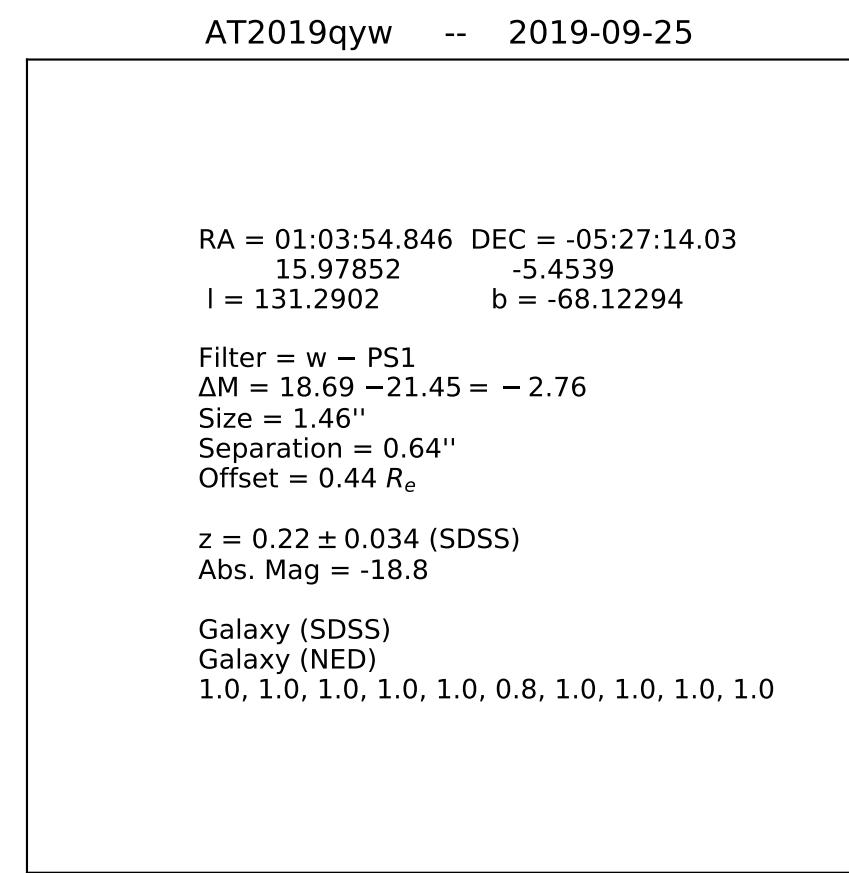 AT2019qyw -- 2019-09-25
RA = 01:03:54.846 DEC = -05:27:14.03
15.97852 -5.4539
l = 131.2902 b = -68.12294
Filter = w − PS1
ΔM = 18.69 −21.45 = − 2.76
Size = 1.46''
Separation = 0.64''
Offset = 0.44 Rₑ
z = 0.22 ± 0.034 (SDSS)
Abs. Mag = -18.8
Galaxy (SDSS)
Galaxy (NED)
1.0, 1.0, 1.0, 1.0, 1.0, 0.8, 1.0, 1.0, 1.0, 1.0